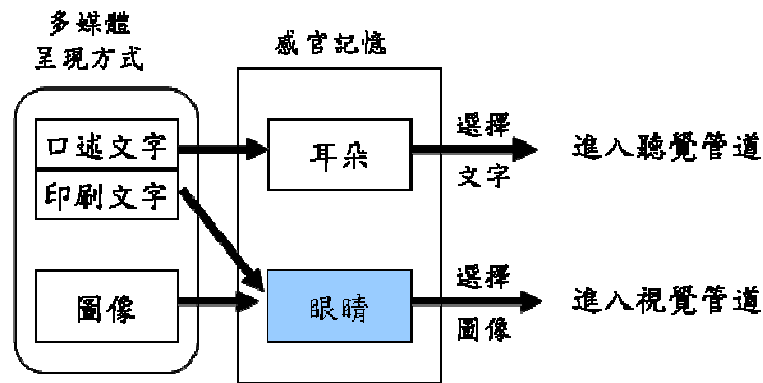 多媒體
呈現方式
感官記憶
口述文字
印刷文字
圖像
耳朵
眼睛
選擇
文字
進入聽覺管道
選擇
圖像
進入視覺管道